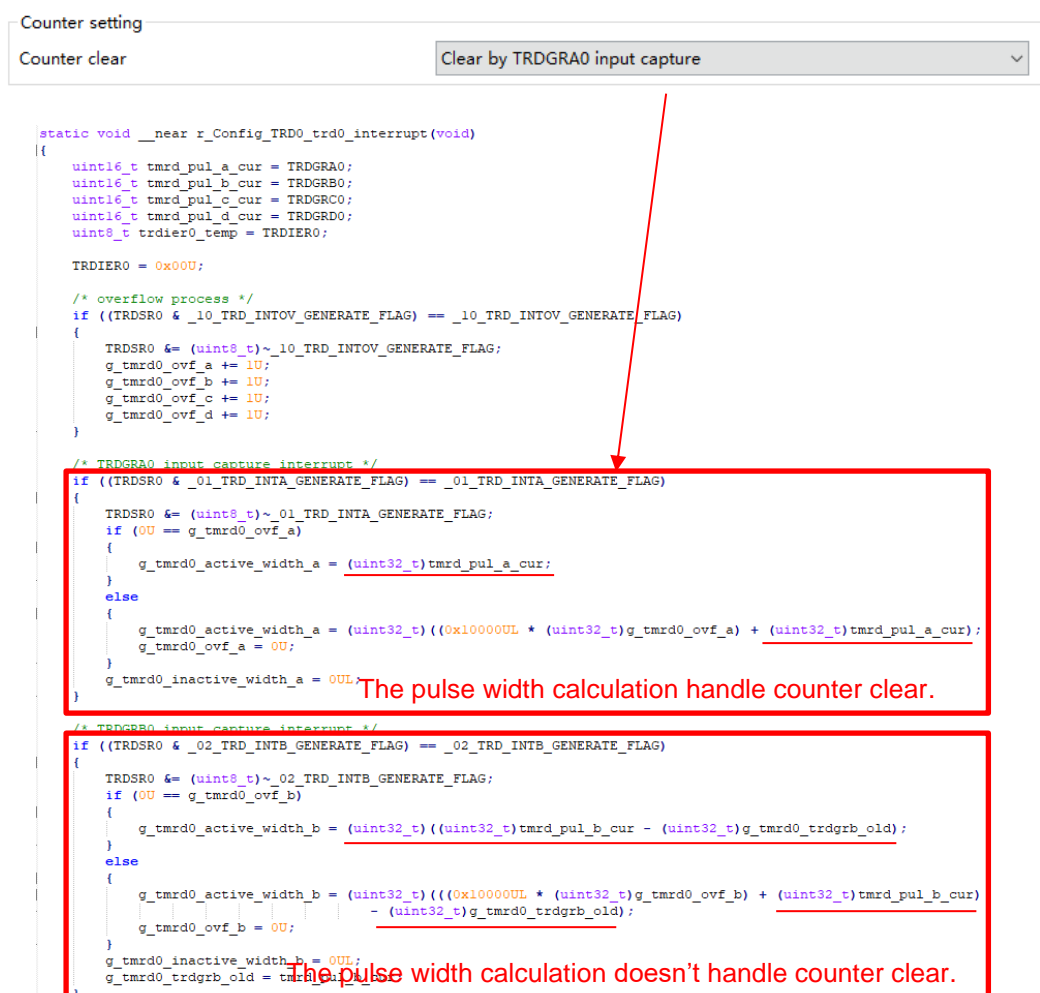 Counter setting
Counter clear
Clear by TRDGRA0 input capture
static void __near r_Config_TRD0_trd0_interrupt(void)
{
uint16_t tmrd_pul_a_cur = TRDGRA0;
uint16_t tmrd_pul_b_cur = TRDGRB0;
uint16_t tmrd_pul_c_cur = TRDGRC0;
uint16_t tmrd_pul_d_cur = TRDGRD0;
uint8_t trdier0_temp = TRDIER0;
TRDIER0 = 0x00U;
/* overflow process */
if ((TRDSR0 & _10_TRD_INTOV_GENERATE_FLAG) == _10_TRD_INTOV_GENERATE_FLAG)
{
TRDSR0 &= (uint8_t)~_10_TRD_INTOV_GENERATE_FLAG;
g_tmrd0_ovf_a += 1U;
g_tmrd0_ovf_b += 1U;
g_tmrd0_ovf_c += 1U;
g_tmrd0_ovf_d += 1U;
}
/* TRDGRA0 input capture interrupt */
if ((TRDSR0 & _01_TRD_INTA_GENERATE_FLAG) == _01_TRD_INTA_GENERATE_FLAG)
{
TRDSR0 &= (uint8_t)~_01_TRD_INTA_GENERATE_FLAG;
if (0U == g_tmrd0_ovf_a)
{
g_tmrd0_active_width_a = (uint32_t)tmrd_pul_a_cur;
}
else
{
g_tmrd0_active_width_a = (uint32_t)((0x10000UL * (uint32_t)g_tmrd0_ovf_a) + (uint32_t)tmrd_pul_a_cur);
g_tmrd0_ovf_a = 0U;
}
g_tmrd0_inactive_width_a = 0UL;
The pulse width calculation handle counter clear.
}
/* TRDGRB0 input capture interrupt */
if ((TRDSR0 & _02_TRD_INTB_GENERATE_FLAG) == _02_TRD_INTB_GENERATE_FLAG)
{
TRDSR0 &= (uint8_t)~_02_TRD_INTB_GENERATE_FLAG;
if (0U == g_tmrd0_ovf_b)
{
g_tmrd0_active_width_b = (uint32_t)((uint32_t)tmrd_pul_b_cur - (uint32_t)g_tmrd0_trdgrb_old);
}
else
{
g_tmrd0_active_width_b = (uint32_t)(((0x10000UL * (uint32_t)g_tmrd0_ovf_b) + (uint32_t)tmrd_pul_b_cur)
- (uint32_t)g_tmrd0_trdgrb_old);
g_tmrd0_ovf_b = 0U;
}
g_tmrd0_inactive_width_b = 0UL;
g_tmrd0_trdgrb_old = tmrd_pul_b_cur;
The pulse width calculation doesn't handle counter clear.
}